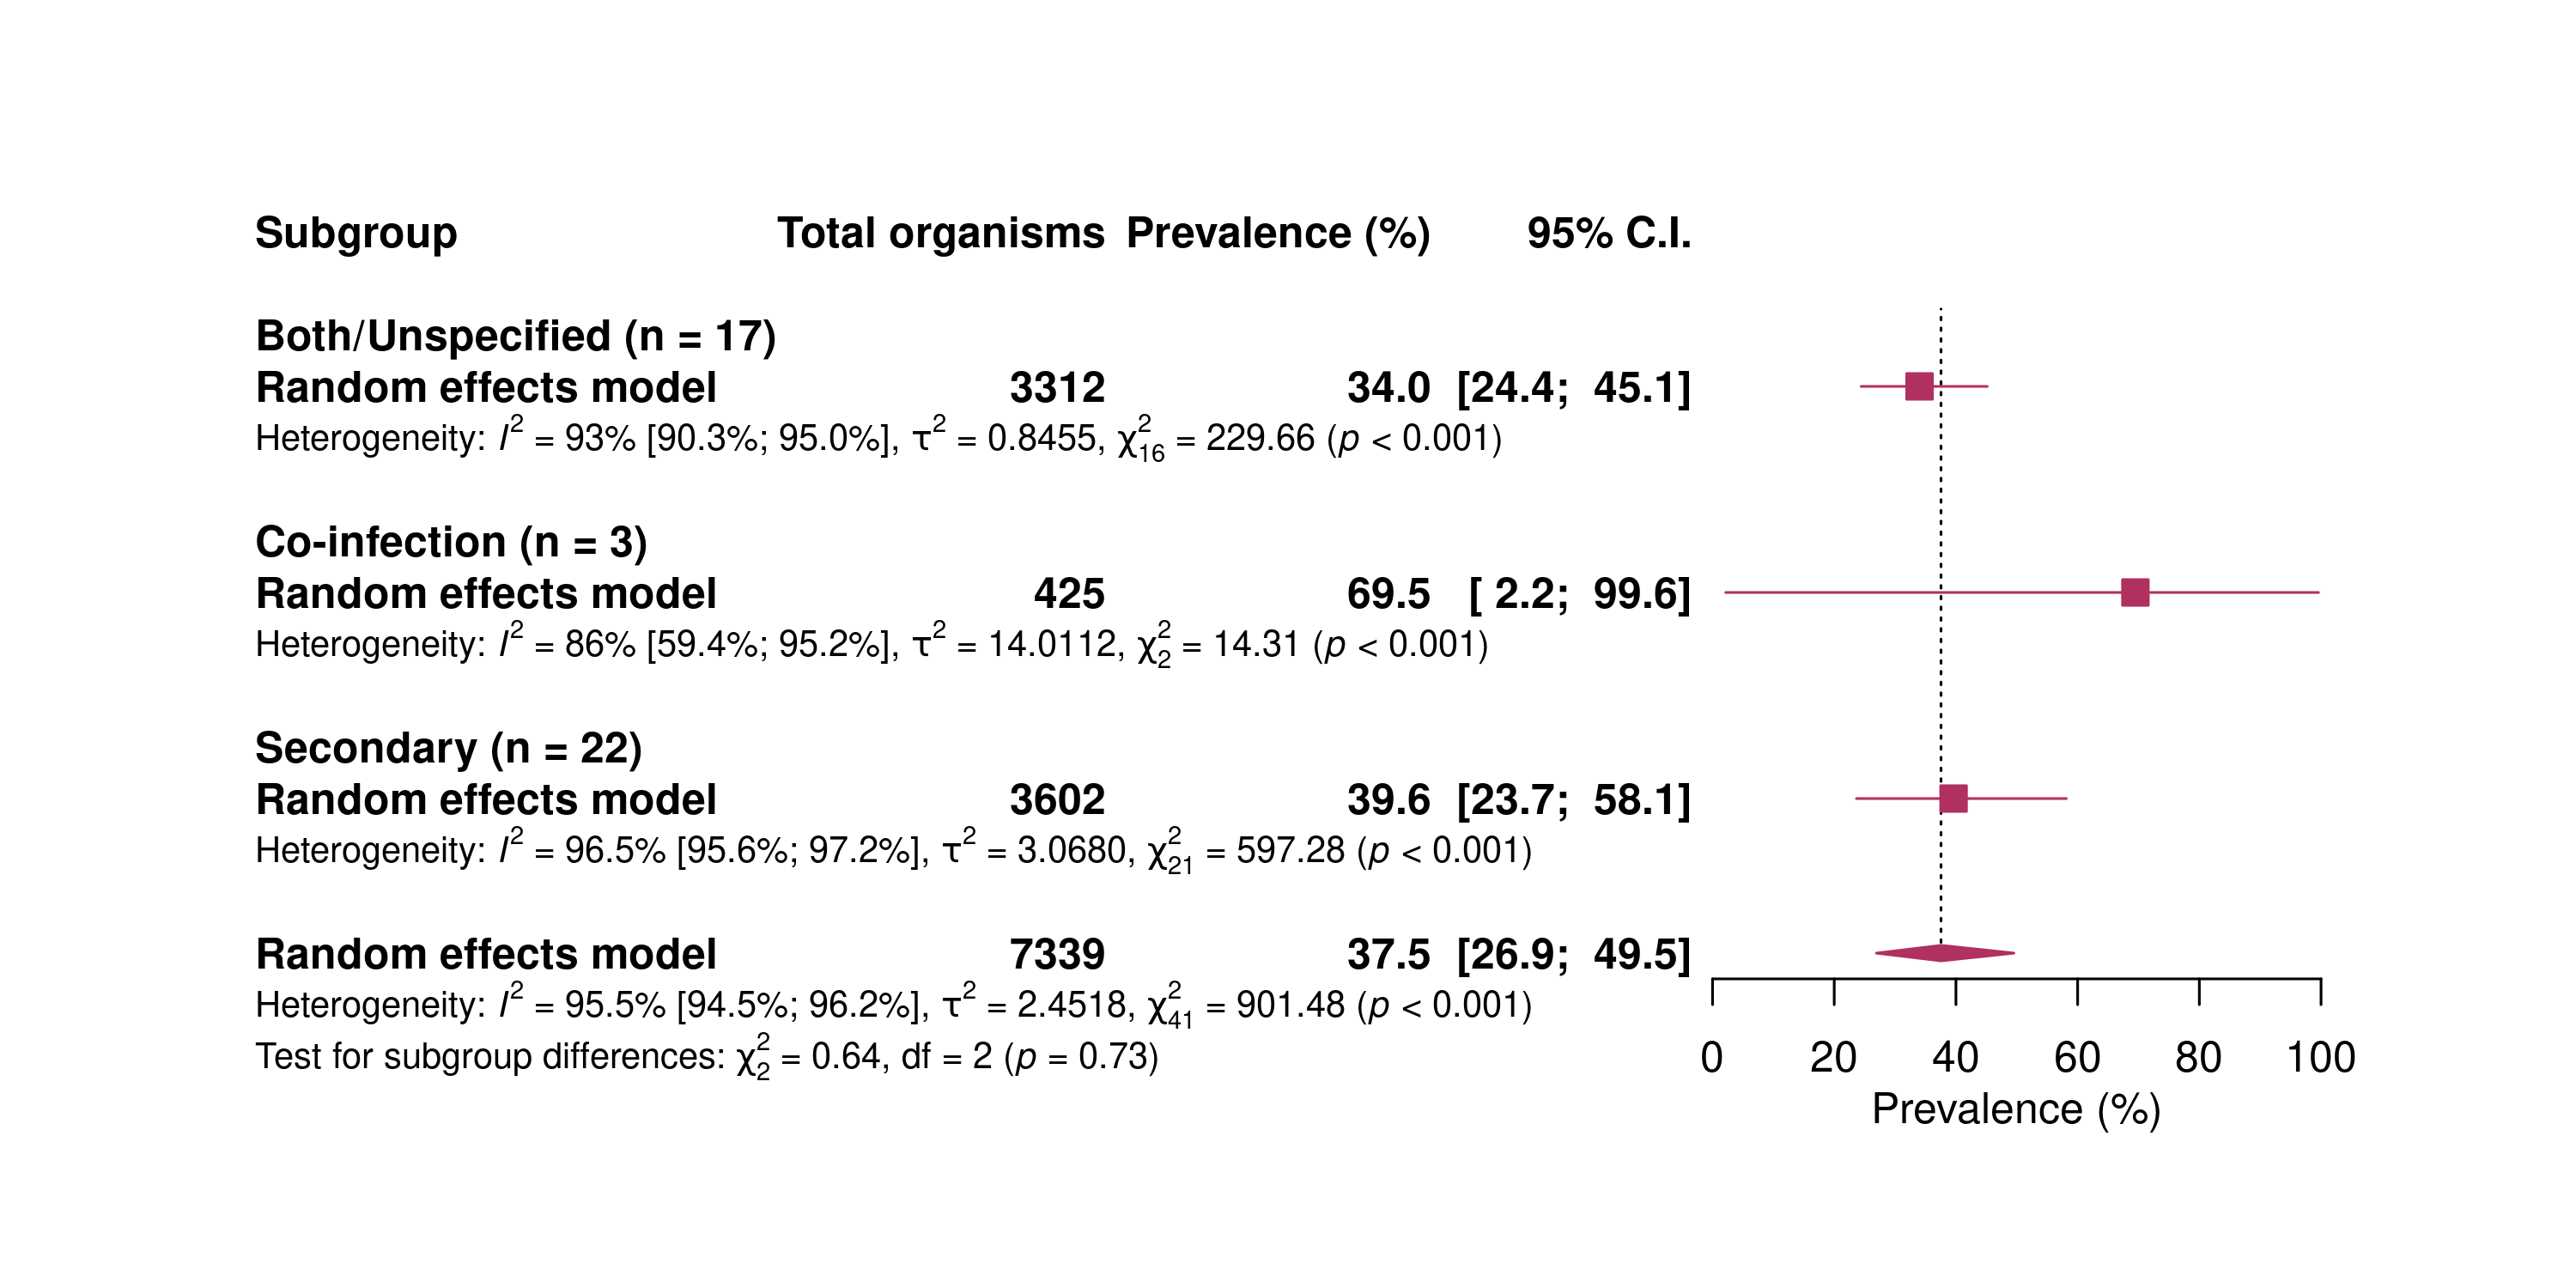 Subgroup Total organisms Prevalence (%) 95% C.I.
Both/Unspecified (n = 17)
Random effects model 3312 34.0 [24.4; 45.1]
Heterogeneity: I² = 93% [90.3%; 95.0%], τ² = 0.8455, χ²₁₆ = 229.66 (p < 0.001)
Co-infection (n = 3)
Random effects model 425 69.5 [ 2.2; 99.6]
Heterogeneity: I² = 86% [59.4%; 95.2%], τ² = 14.0112, χ²₂ = 14.31 (p < 0.001)
Secondary (n = 22)
Random effects model 3602 39.6 [23.7; 58.1]
Heterogeneity: I² = 96.5% [95.6%; 97.2%], τ² = 3.0680, χ²₂₁ = 597.28 (p < 0.001)
Random effects model 7339 37.5 [26.9; 49.5]
Heterogeneity: I² = 95.5% [94.5%; 96.2%], τ² = 2.4518, χ²₄₁ = 901.48 (p < 0.001)
Test for subgroup differences: χ²₂ = 0.64, df = 2 (p = 0.73)
0 20 40 60 80 100
Prevalence (%)